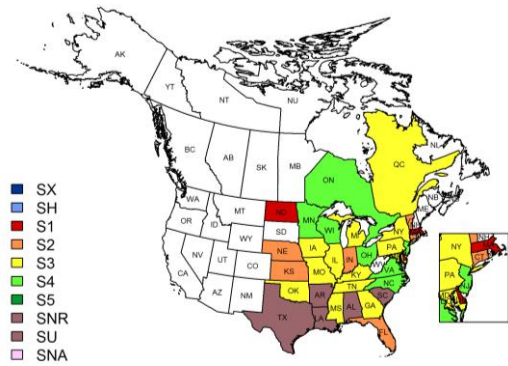 AK
YT
NT
NU
BC
AB
SK
MB
ON
QC
NL
NB
ME
WA
MT
ND
MN
OR
ID
WY
SD
WI
MI
NY
NV
UT
CO
NE
IA
IL
IN
OH
PA
CA
AZ
NM
KS
MO
KY
WV
VA
OK
AR
TN
NC
TX
LA
MS
AL
GA
SC
FL
SX
SH
S1
S2
S3
S4
S5
SNR
SU
SNA
NY
NH
CT
PA